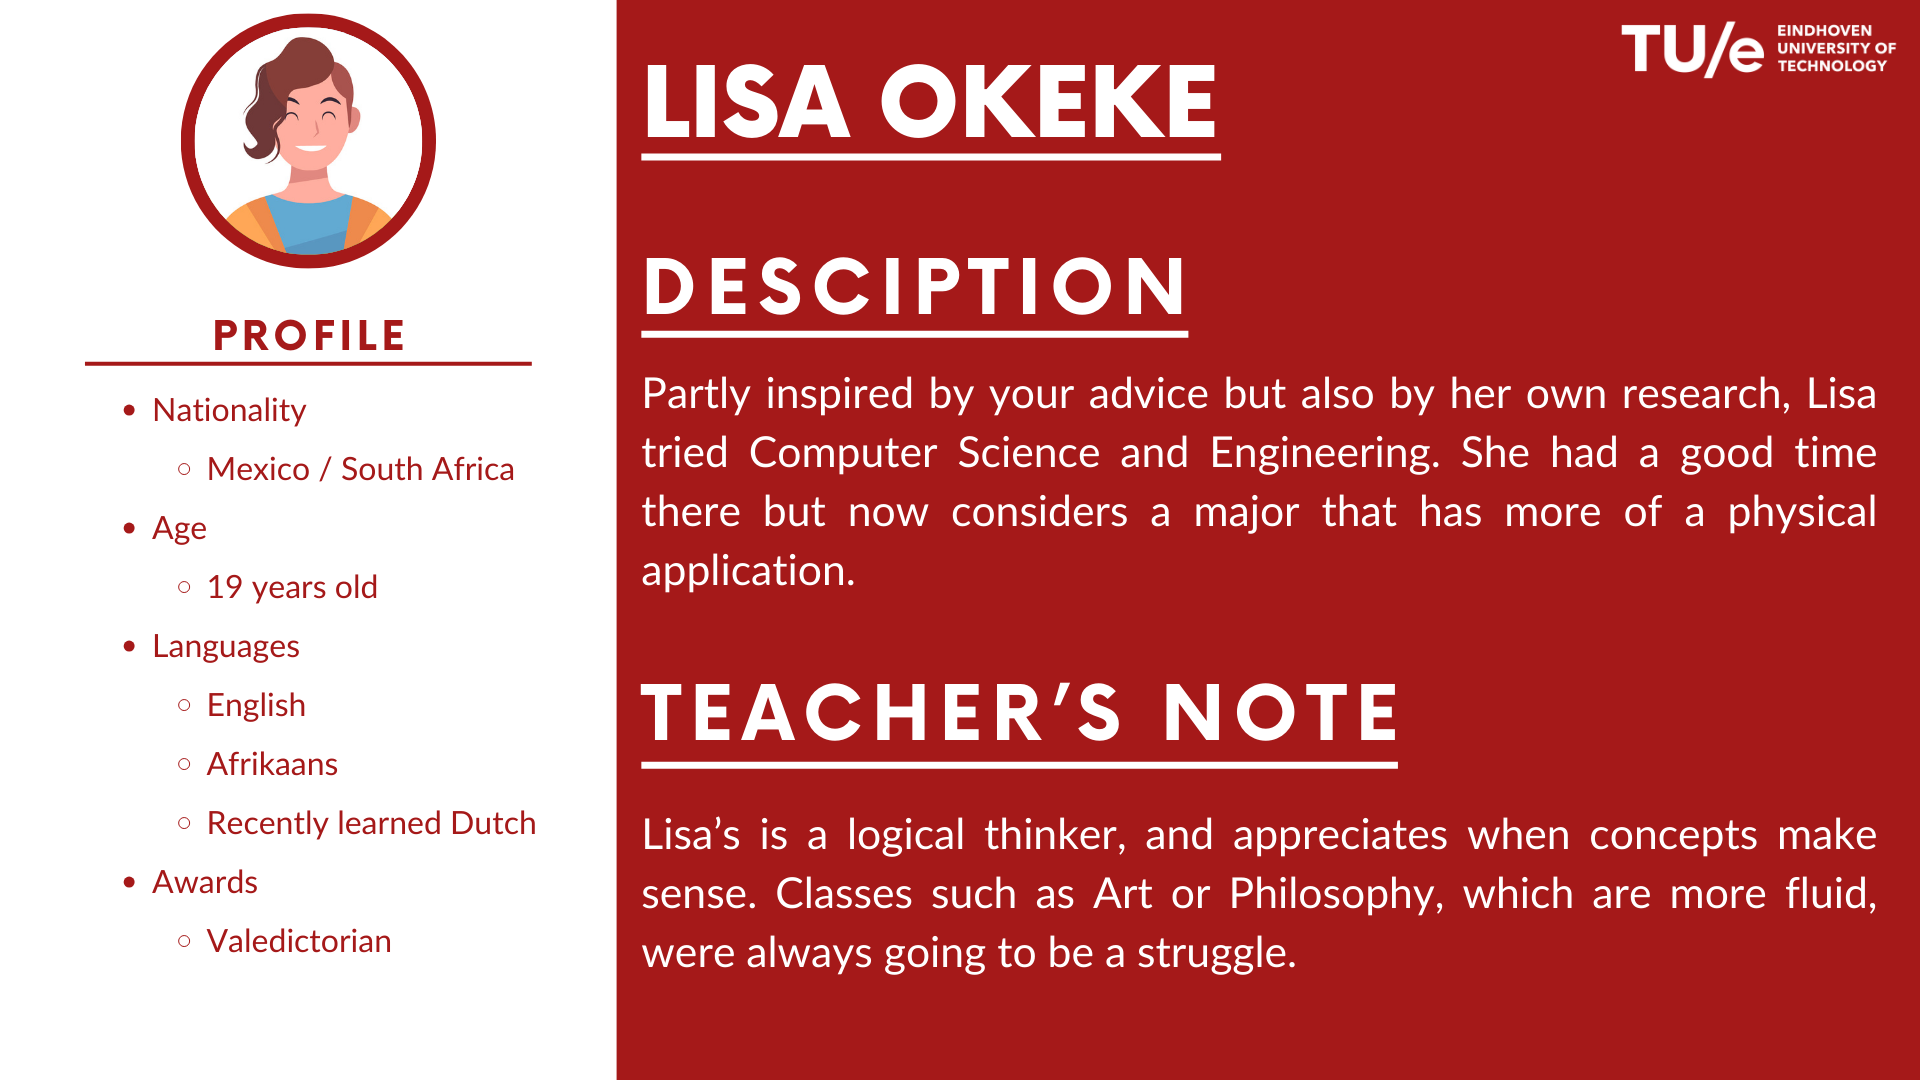 PROFILE
Nationality
Mexico / South Africa
Age
19 years old
Languages
English
Afrikaans
Recently learned Dutch
Awards
Valedictorian
TU/e
EINDHOVEN
UNIVERSITY OF
TECHNOLOGY
LISA OKEKE
DESCIPTION
Partly inspired by your advice but also by her own research, Lisa
tried Computer Science and Engineering. She had a good time
there but now considers a major that has more of a physical
application.
TEACHER’S NOTE
Lisa’s is a logical thinker, and appreciates when concepts make
sense. Classes such as Art or Philosophy, which are more fluid,
were always going to be a struggle.